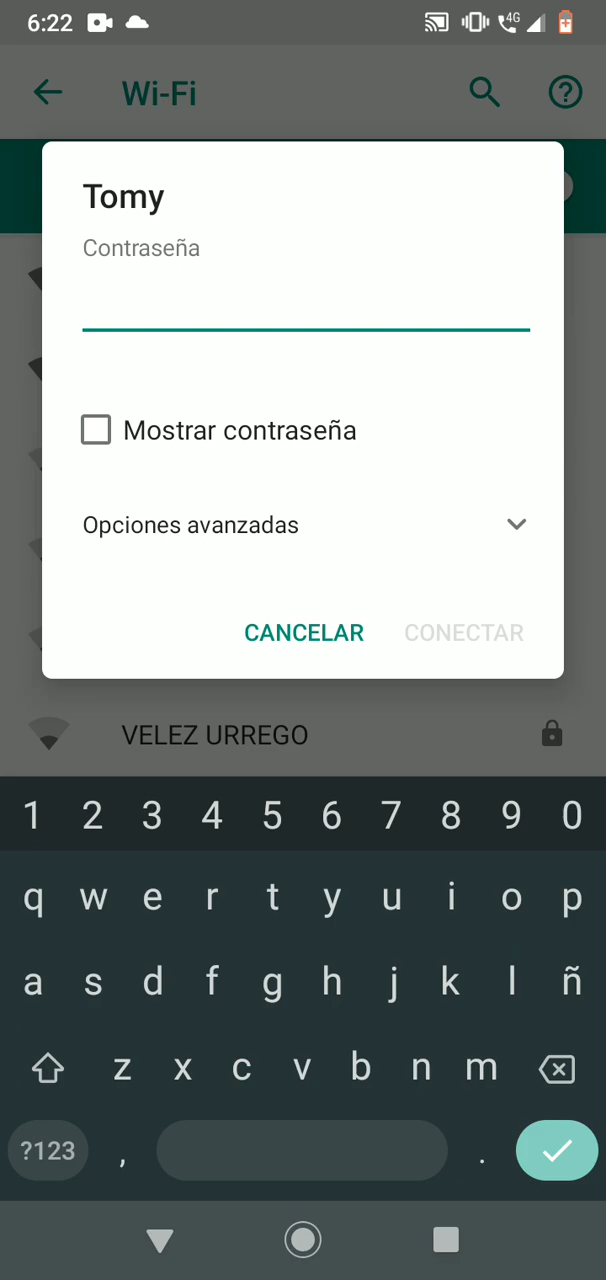 6:22
4G
Wi-Fi
Tomy
Contraseña
Mostrar contraseña
Opciones avanzadas
CANCELAR CONECTAR
VELEZ URREGO
1 2 3 4 5 6 7 8 9 0
q w e r t y u i o p
a s d f g h j k l ñ
z x c v b n m
?123 , .